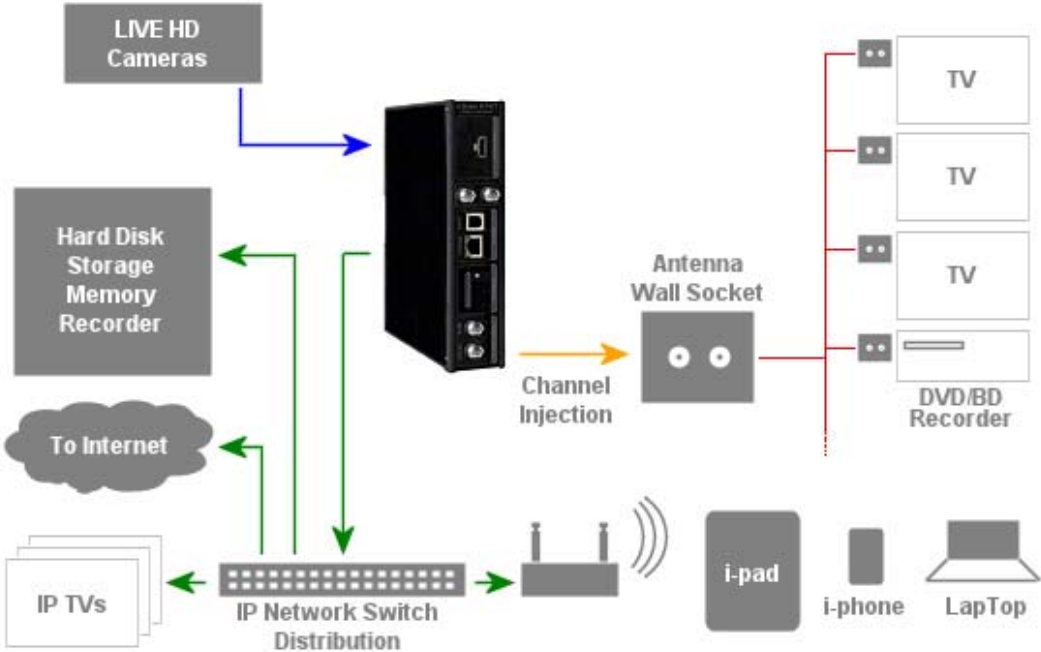 LIVE HD
Cameras
TV
TV
TV
Hard Disk
Storage
Memory
Recorder
Antenna
Wall Socket
Channel
Injection
DVD/BD
Recorder
To Internet
IP TVs
IP Network Switch
Distribution
i-pad
i-phone
LapTop